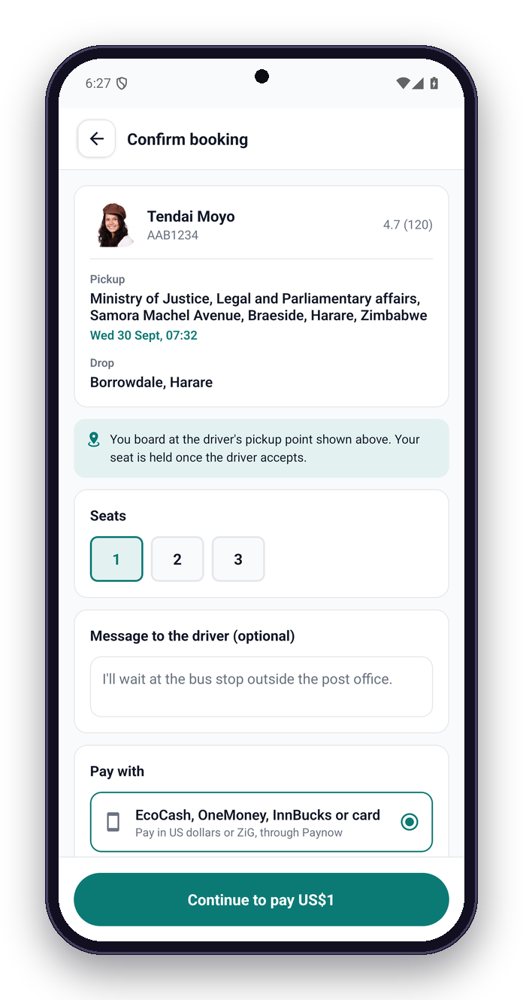 6:27
Confirm booking
Tendai Moyo
AAB1234
4.7 (120)
Pickup
Ministry of Justice, Legal and Parliamentary affairs,
Samora Machel Avenue, Braeside, Harare, Zimbabwe
Wed 30 Sept, 07:32
Drop
Borrowdale, Harare
You board at the driver's pickup point shown above. Your
seat is held once the driver accepts.
Seats
1 2 3
Message to the driver (optional)
I'll wait at the bus stop outside the post office.
Pay with
EcoCash, OneMoney, InnBucks or card
Pay in US dollars or ZiG, through Paynow
Continue to pay US$1